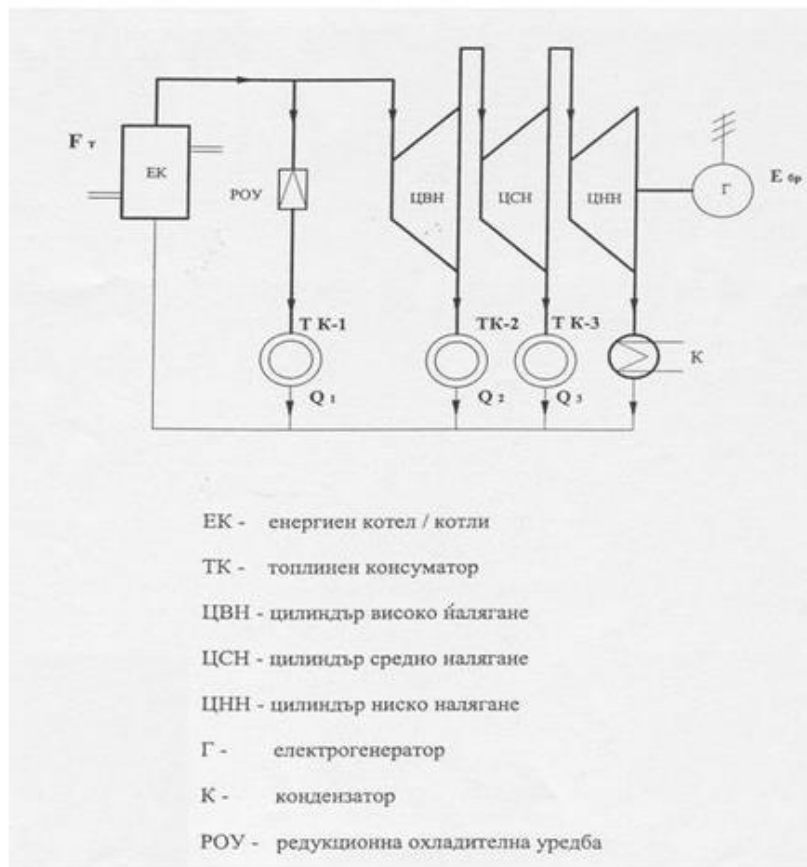 F т
ЕК
РОУ
ЦВН
ЦСН
ЦНН
Г
E бр
Т К-1
ТК-2
Т К-3
К
Q 1
Q 2
Q 3
ЕК - енергиен котел / котли
ТК - топлинен консуматор
ЦВН - цилиндър високо налягане
ЦСН - цилиндър средно налягане
ЦНН - цилиндър ниско налягане
Г - електрогенератор
К - кондензатор
РОУ - редукционна охладителна уредба